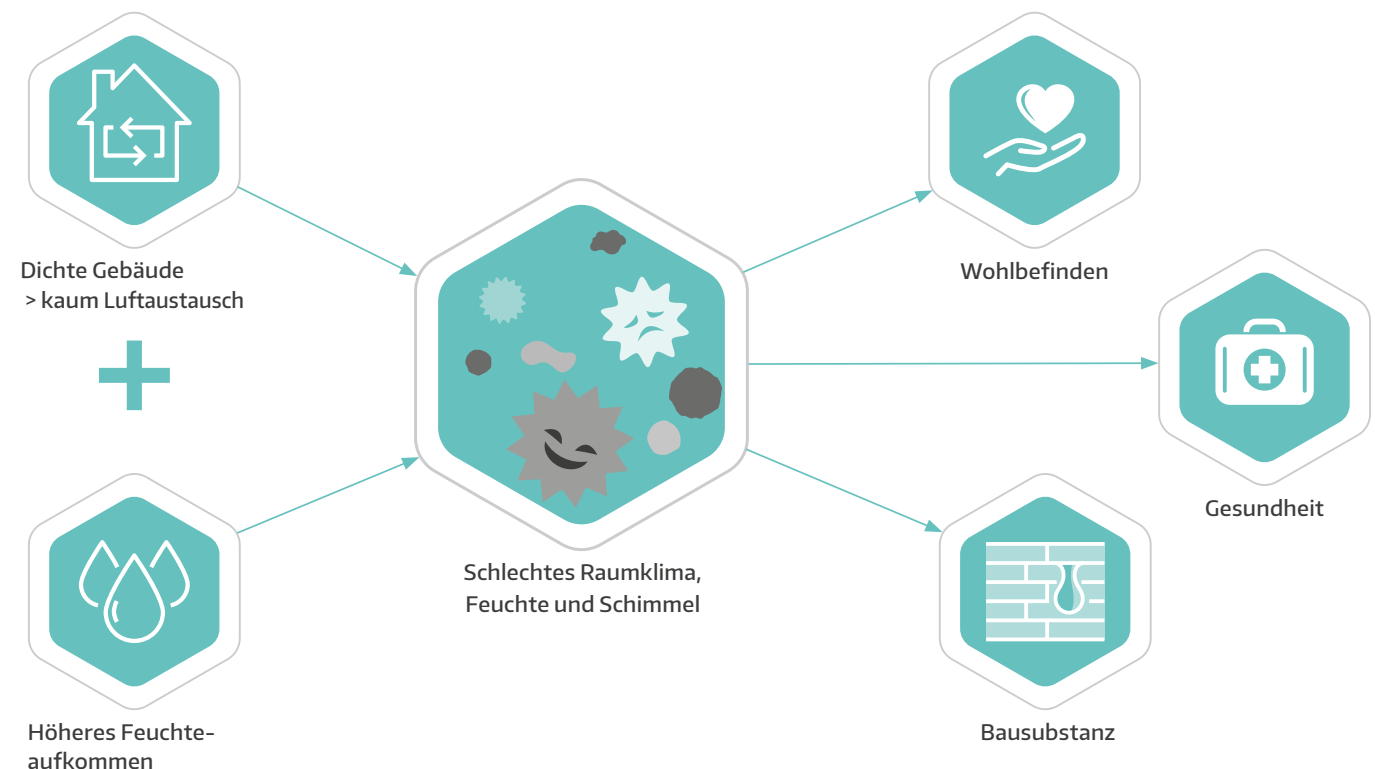 Dichte Gebäude
> kaum Luftaustausch
Höheres Feuchte-
aufkommen
Schlechtes Raumklima,
Feuchte und Schimmel
Wohlbefinden
Gesundheit
Bausubstanz